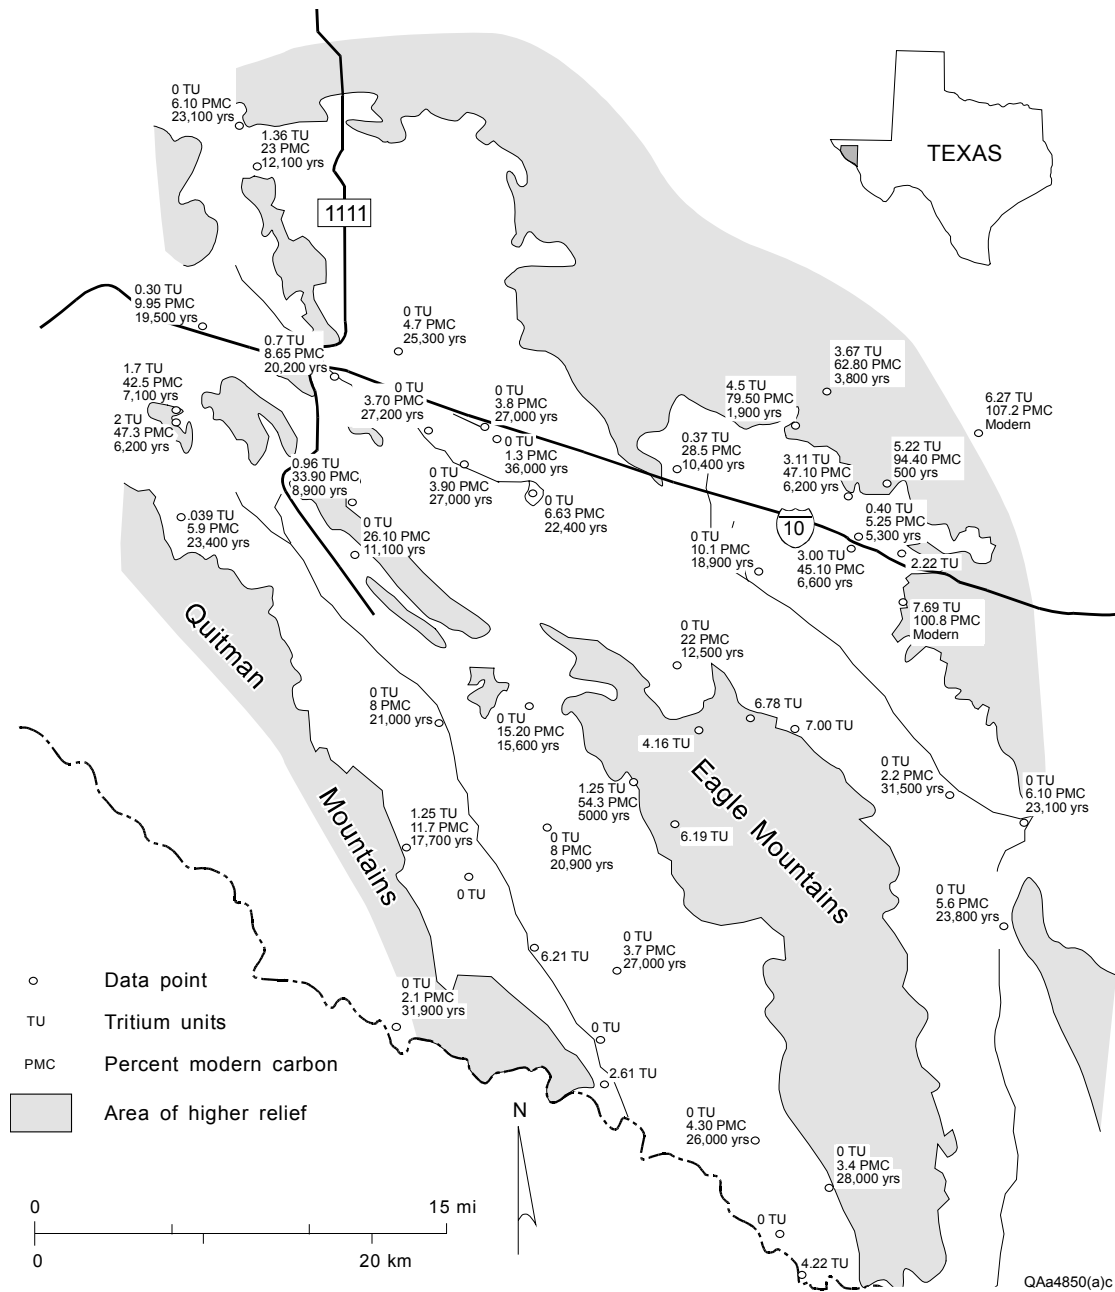 0 TU
6.10 PMC
23,100 yrs
1.36 TU
23 PMC
12,100 yrs
TEXAS
1111
0.30 TU
9.95 PMC
19,500 yrs
0 TU
4.7 PMC
25,300 yrs
0.7 TU
8.65 PMC
20,200 yrs
1.7 TU
42.5 PMC
7,100 yrs
2 TU
47.3 PMC
6,200 yrs
0 TU
3.70 PMC
27,200 yrs
0 TU
3.8 PMC
27,000 yrs
0 TU
1.3 PMC
36,000 yrs
3.67 TU
62.80 PMC
3,800 yrs
4.5 TU
79.50 PMC
1,900 yrs
6.27 TU
107.2 PMC
Modern
0.37 TU
28.5 PMC
10,400 yrs
5.22 TU
94.40 PMC
500 yrs
3.11 TU
47.10 PMC
6,200 yrs
0.96 TU
33.90 PMC
8,900 yrs
0 TU
3.90 PMC
27,000 yrs
0 TU
6.63 PMC
22,400 yrs
.039 TU
5.9 PMC
23,400 yrs
0 TU
26.10 PMC
11,100 yrs
10
0.40 TU
5.25 PMC
5,300 yrs
0 TU
10.1 PMC
18,900 yrs
3.00 TU
45.10 PMC
6,600 yrs
2.22 TU
7.69 TU
100.8 PMC
Modern
0 TU
22 PMC
12,500 yrs
Quitman
Mountains
0 TU
8 PMC
21,000 yrs
0 TU
15.20 PMC
15,600 yrs
6.78 TU
7.00 TU
4.16 TU
Eagle Mountains
0 TU
2.2 PMC
31,500 yrs
0 TU
6.10 PMC
23,100 yrs
1.25 TU
54.3 PMC
5000 yrs
1.25 TU
11.7 PMC
17,700 yrs
0 TU
8 PMC
20,900 yrs
6.19 TU
0 TU
0 TU
5.6 PMC
23,800 yrs
6.21 TU
0 TU
3.7 PMC
27,000 yrs
0 TU
2.1 PMC
31,900 yrs
0 TU
2.61 TU
0 TU
4.30 PMC
26,000 yrs
0 TU
3.4 PMC
28,000 yrs
0 TU
4.22 TU
Data point
TU Tritium units
PMC Percent modern carbon
Area of higher relief
N
0 15 mi
0 20 km
QAa4850(a)c